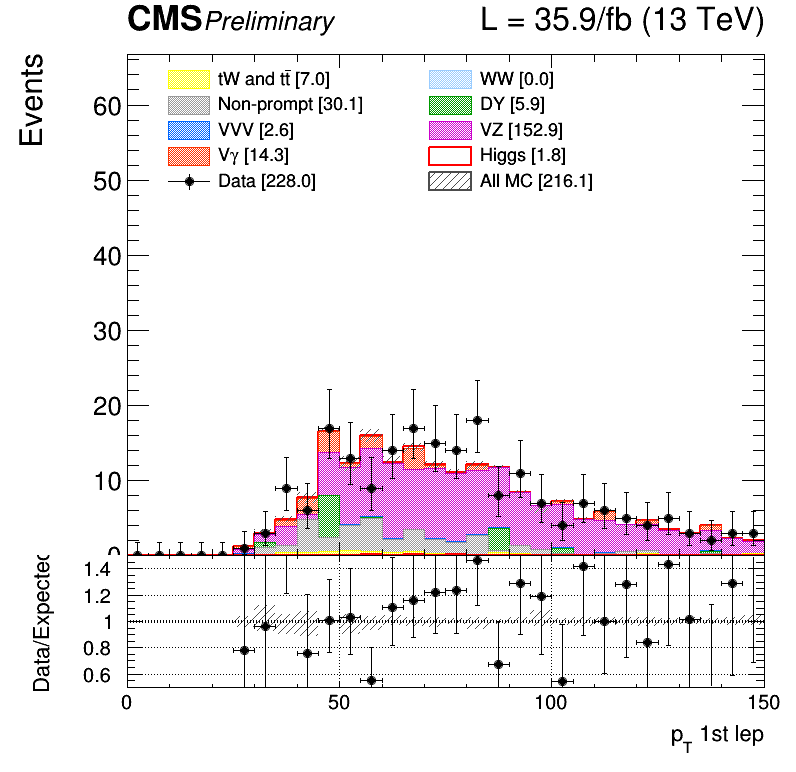 CMS Preliminary L = 35.9/fb (13 TeV)
Events
tW and tt̄ [7.0] WW [0.0]
Non-prompt [30.1] DY [5.9]
VVV [2.6] VZ [152.9]
Vγ [14.3] Higgs [1.8]
Data [228.0] All MC [216.1]
60
50
40
30
20
10
0
Data/Expected
1.4
1.2
1
0.8
0.6
0 50 100 150
p_T 1st lep